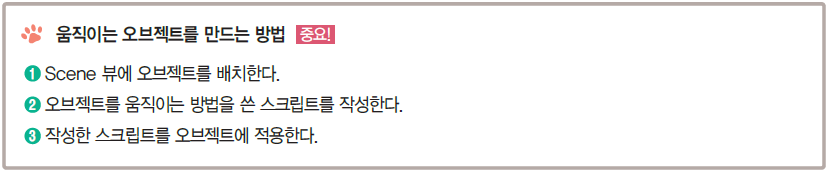 움직이는 오브젝트를 만드는 방법 중요!
1 Scene 뷰에 오브젝트를 배치한다.
2 오브젝트를 움직이는 방법을 쓴 스크립트를 작성한다.
3 작성한 스크립트를 오브젝트에 적용한다.